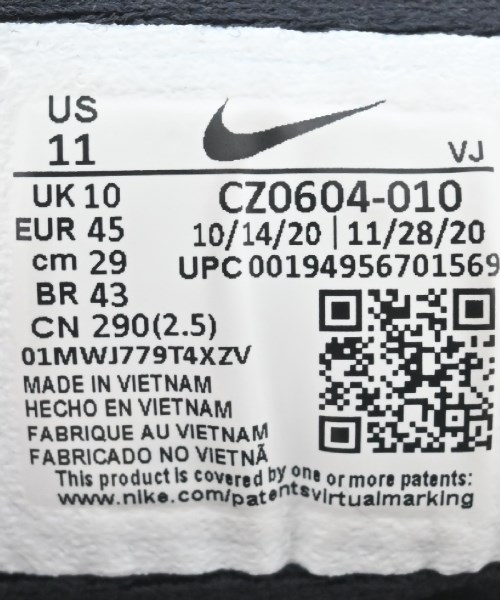 US
11
VJ
UK 10
CZ0604-010
EUR 45
10/14/20 | 11/28/20
cm 29
UPC 00194956701569
BR 43
CN 290(2.5)
01MWJ779T4XZV
MADE IN VIETNAM
HECHO EN VIETNAM
FABRIQUE AU VIETNAM
FABRICADO NO VIETNÃ
This product is covered by one or more patents:
www.nike.com/patentsvirtualmarking